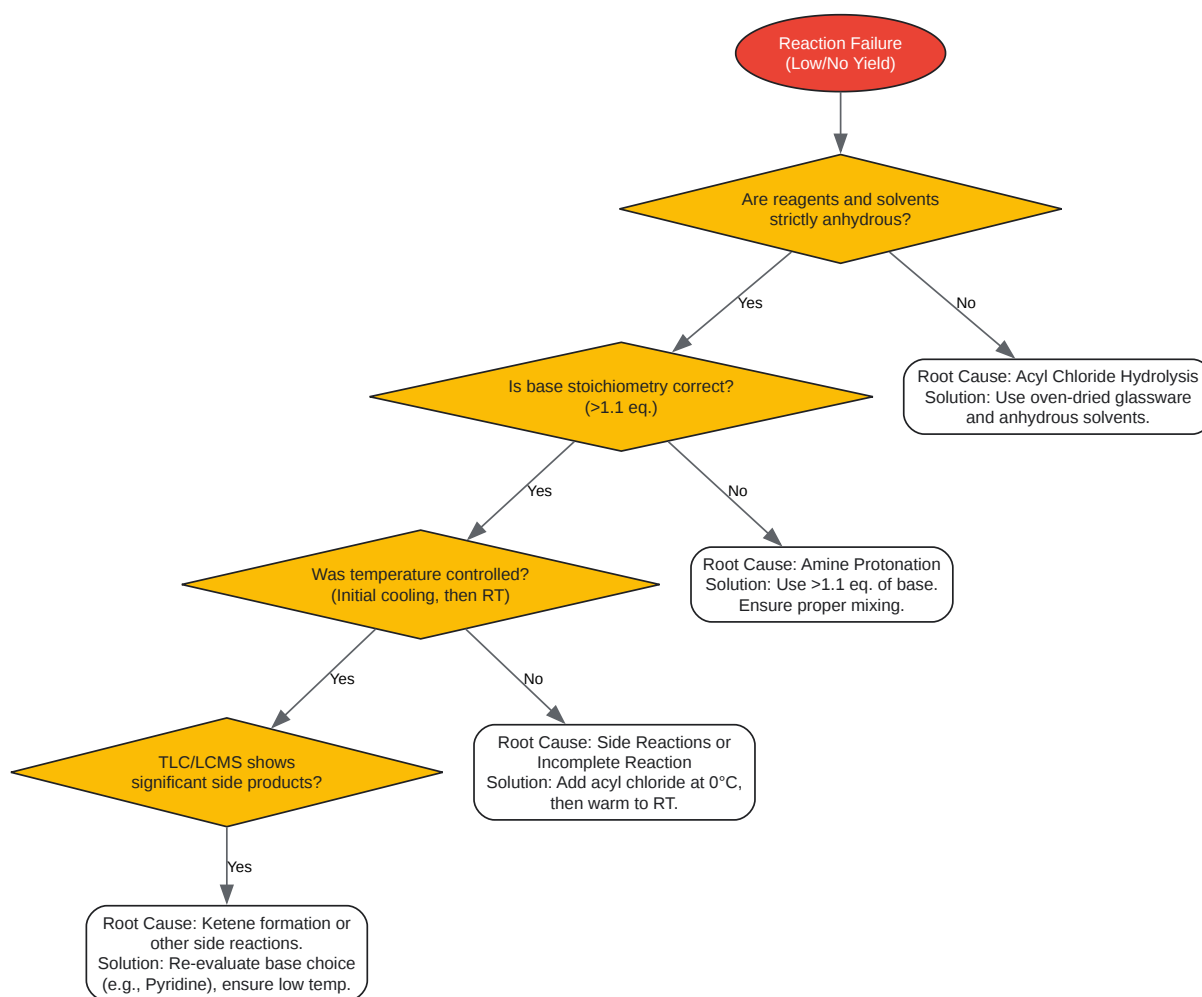 Reaction Failure
(Low/No Yield)
Are reagents and solvents
strictly anhydrous?
Yes
No
Is base stoichiometry correct?
(>1.1 eq.)
Root Cause: Acyl Chloride Hydrolysis
Solution: Use oven-dried glassware
and anhydrous solvents.
Yes
No
Was temperature controlled?
(Initial cooling, then RT)
Root Cause: Amine Protonation
Solution: Use >1.1 eq. of base.
Ensure proper mixing.
Yes
No
TLC/LCMS shows
significant side products?
Root Cause: Side Reactions or
Incomplete Reaction
Solution: Add acyl chloride at 0°C,
then warm to RT.
Yes
Root Cause: Ketene formation or
other side reactions.
Solution: Re-evaluate base choice
(e.g., Pyridine), ensure low temp.